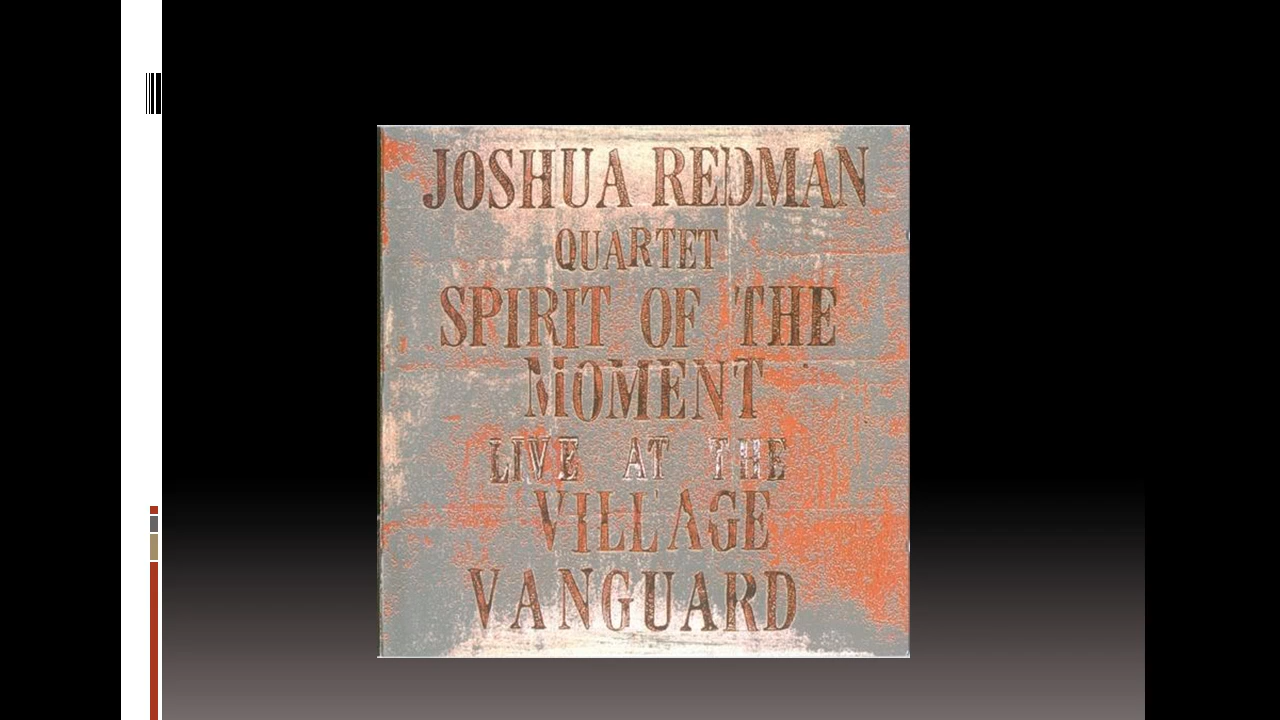 JOSHUA REDMAN
QUARTET
SPIRIT OF THE
MOMENT
LIVE AT THE
VILLAGE
VANGUARD